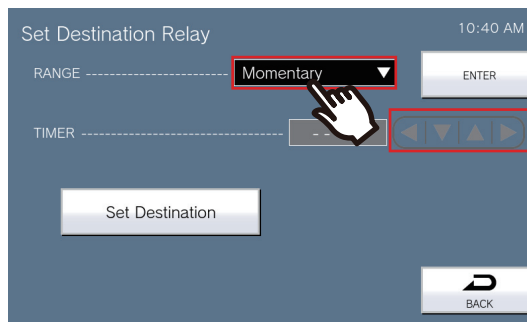 Set Destination Relay
10:40 AM
RANGE ----------------------- Momentary ▼
ENTER
TIMER -------------------------------- - -
Set Destination
BACK